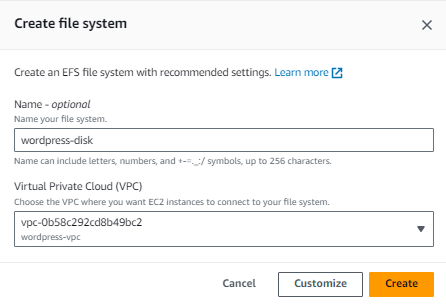 Create file system
Create an EFS file system with recommended settings. Learn more
Name - optional
Name your file system.
wordpress-disk
Name can include letters, numbers, and +-=._:/ symbols, up to 256 characters.
Virtual Private Cloud (VPC)
Choose the VPC where you want EC2 instances to connect to your file system.
vpc-0b58c292cd8b49bc2
wordpress-vpc
Cancel
Customize
Create